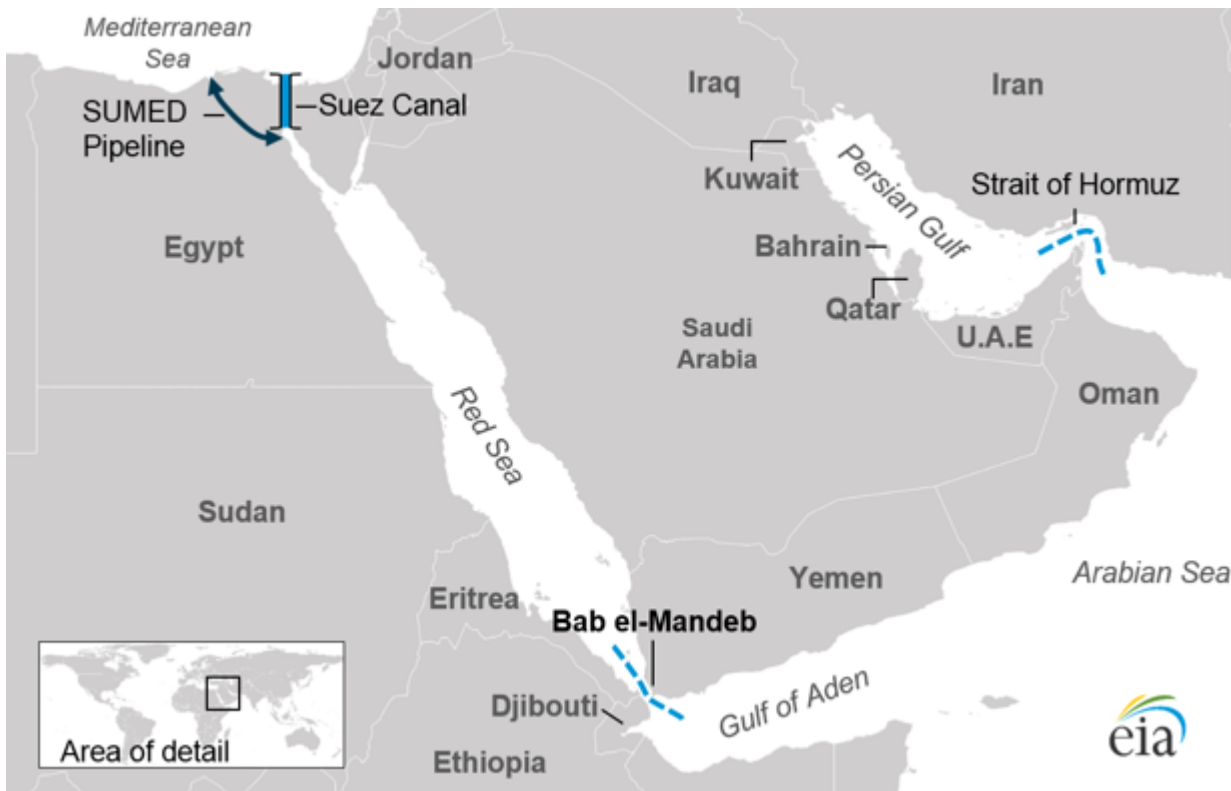 Mediterranean
Sea
Jordan
Iraq
Iran
SUMED
Pipeline
Suez Canal
Kuwait
Persian Gulf
Strait of Hormuz
Egypt
Bahrain
Qatar
Saudi
Arabia
U.A.E
Oman
Red Sea
Sudan
Eritrea
Yemen
Arabian Sea
Bab el-Mandeb
Djibouti
Gulf of Aden
Ethiopia
Area of detail
eia